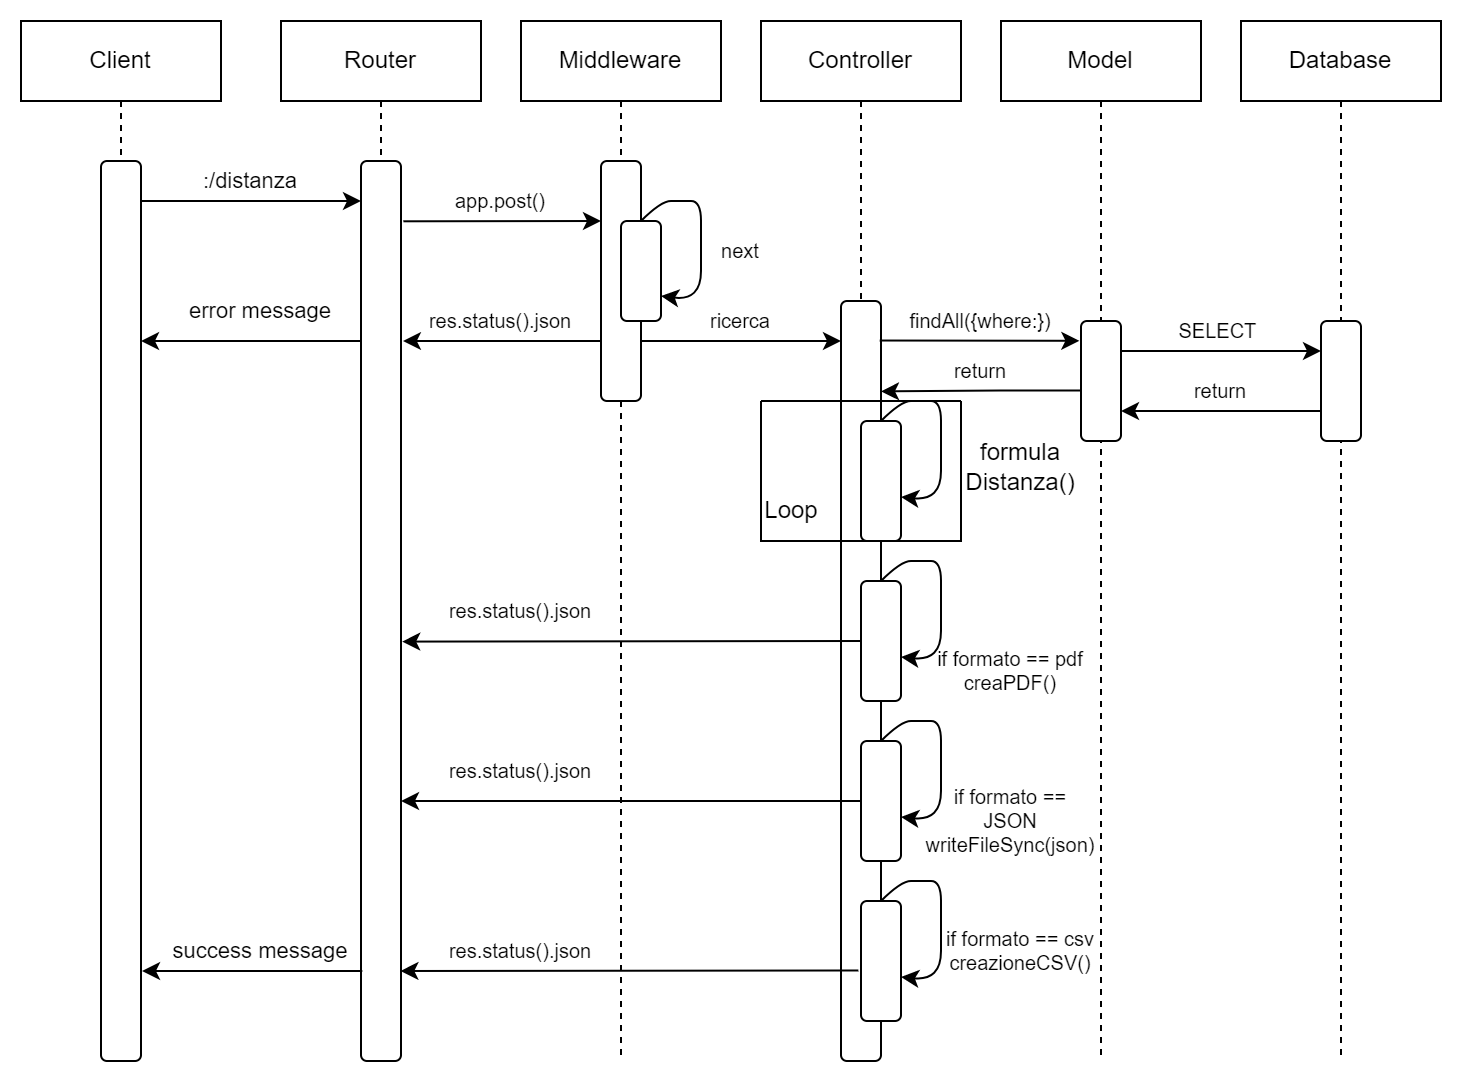 Client
Router
Middleware
Controller
Model
Database
:/distanza
app.post()
next
error message
res.status().json
ricerca
findAll({where:})
SELECT
return
return
formula
Distanza()
Loop
res.status().json
if formato == pdf
creaPDF()
res.status().json
if formato ==
JSON
writeFileSync(json)
success message
res.status().json
if formato == csv
creazioneCSV()